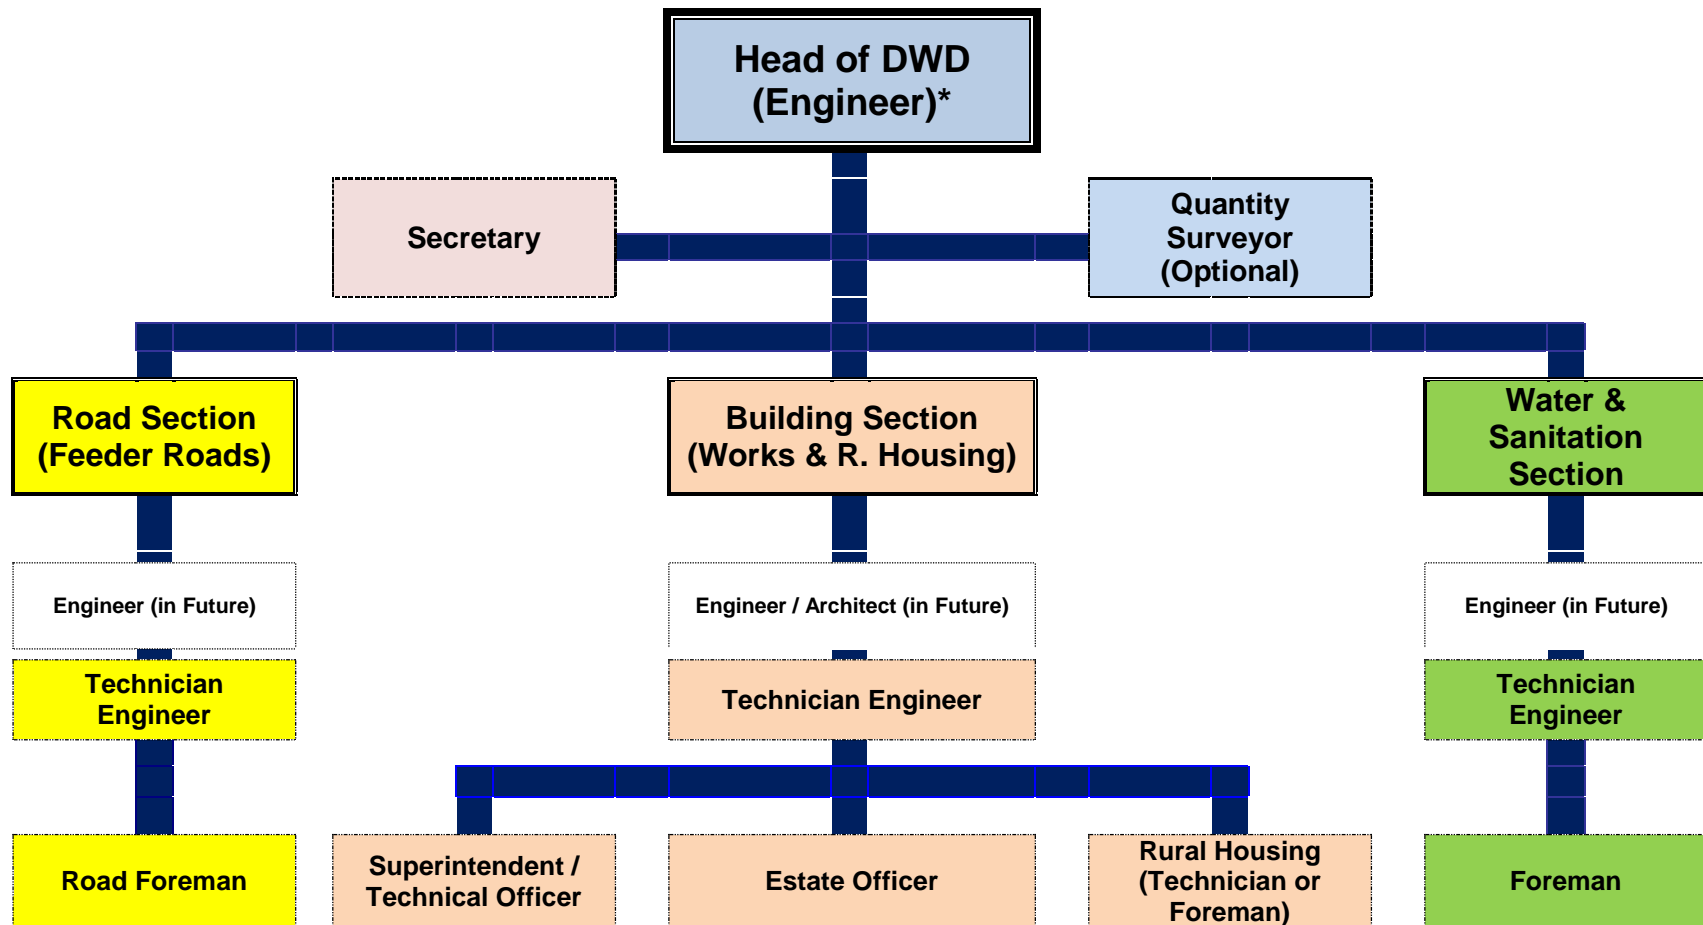 Head of DWD
(Engineer)*
Secretary
Quantity
Surveyor
(Optional)
Road Section
(Feeder Roads)
Building Section
(Works & R. Housing)
Water &
Sanitation
Section
Engineer (in Future)
Engineer / Architect (in Future)
Engineer (in Future)
Technician
Engineer
Technician Engineer
Technician
Engineer
Road Foreman
Superintendent /
Technical Officer
Estate Officer
Rural Housing
(Technician or
Foreman)
Foreman